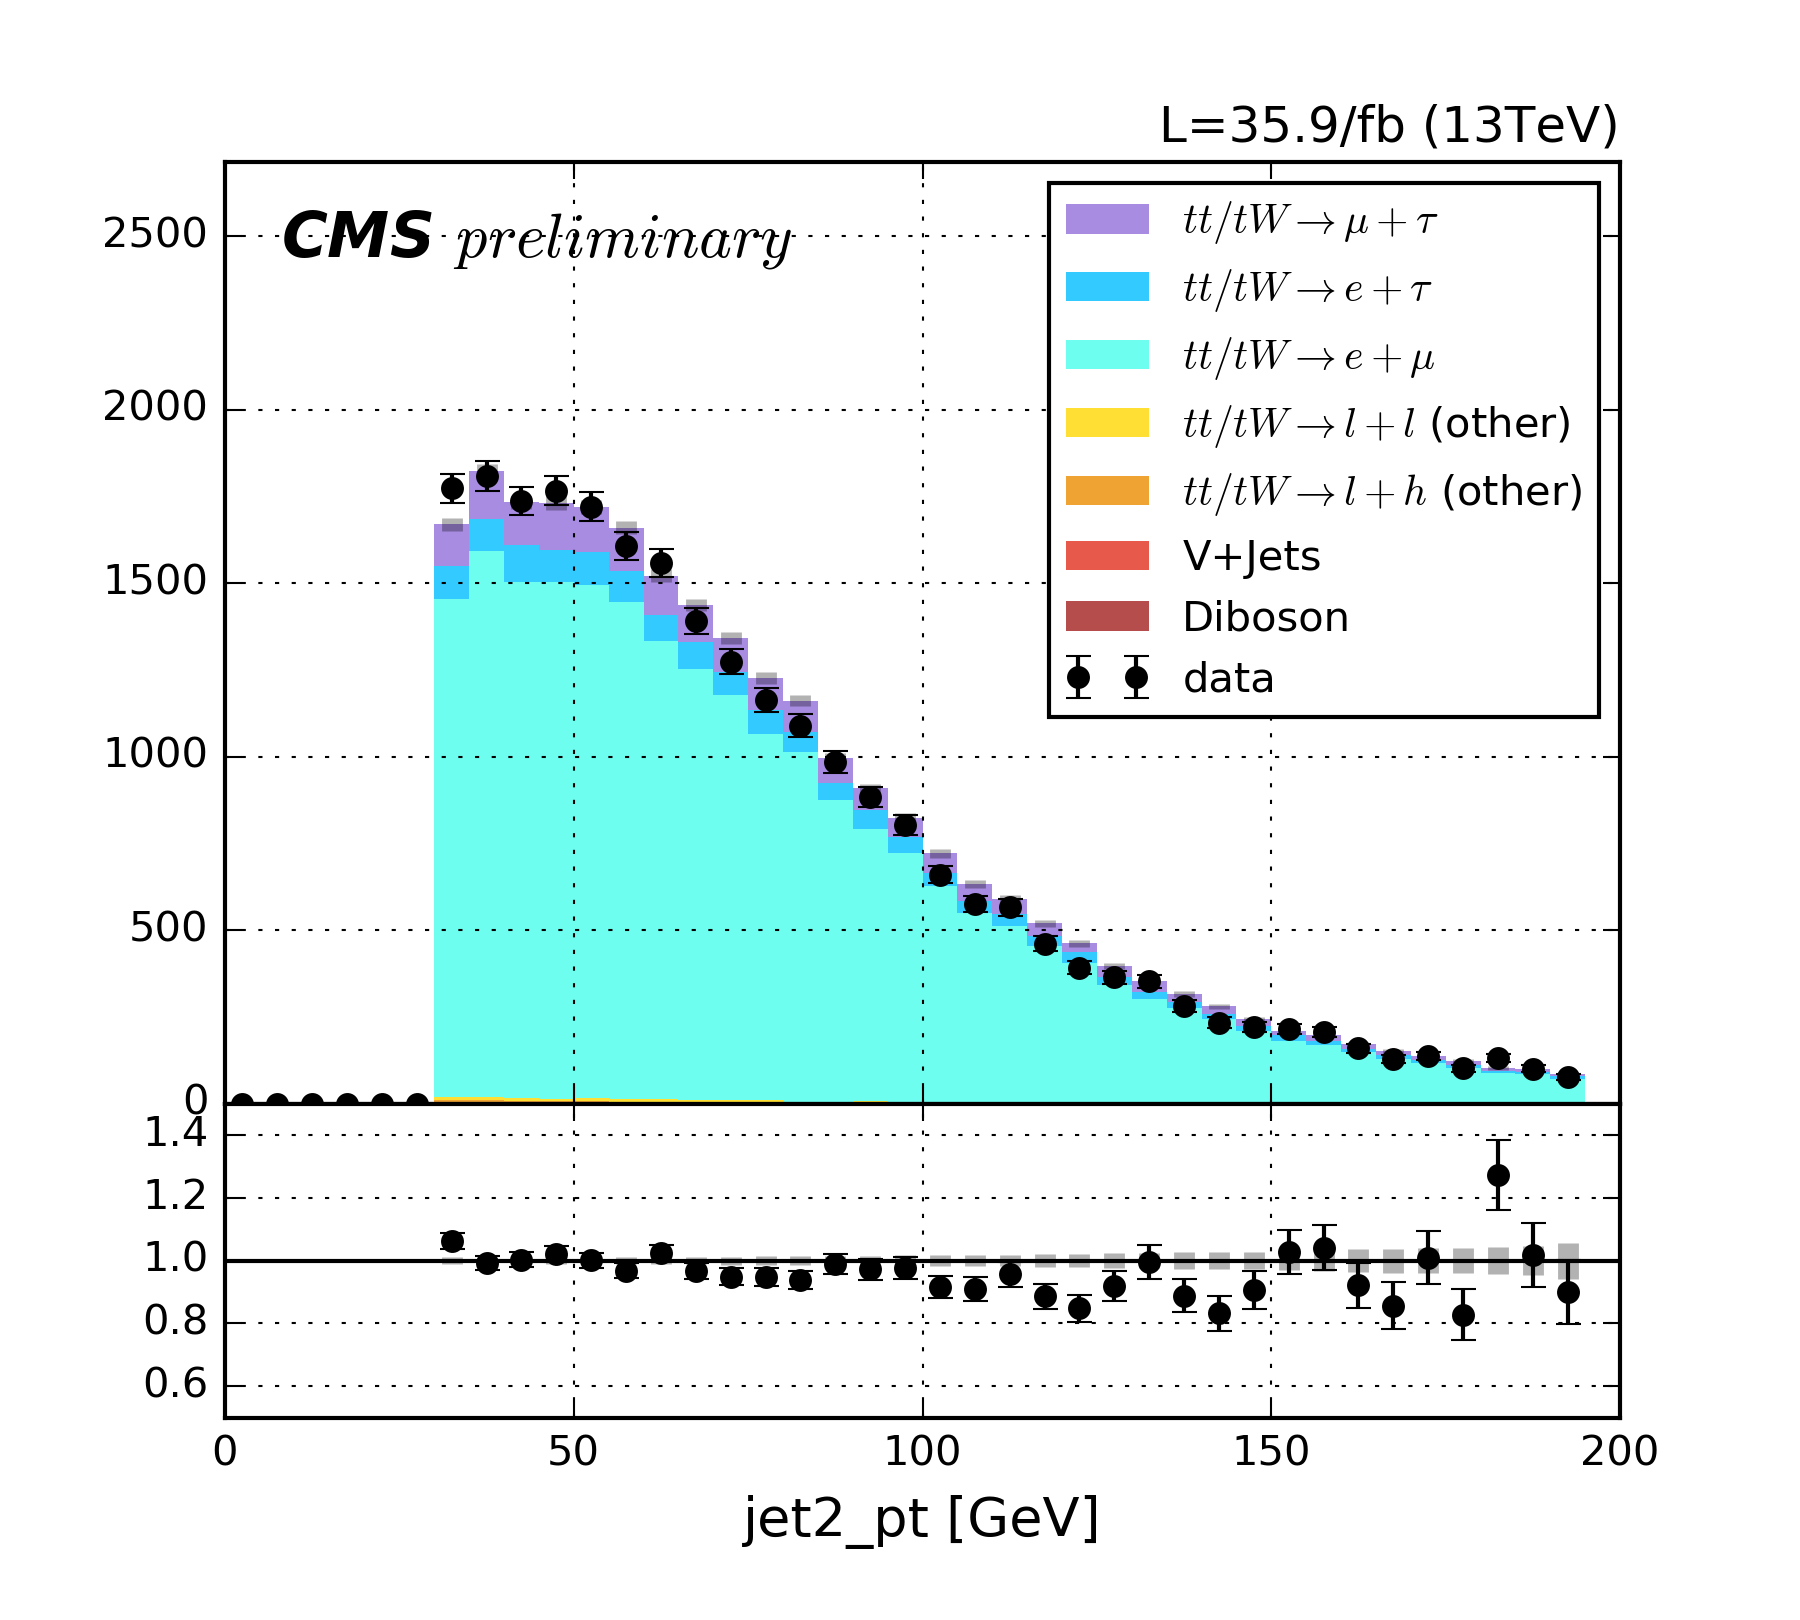 L=35.9/fb (13TeV)
CMS preliminary
2500
2000
1500
1000
500
0
tt/tW→μ+τ
tt/tW→e+τ
tt/tW→e+μ
tt/tW→l+l (other)
tt/tW→l+h (other)
V+Jets
Diboson
data
1.4
1.2
1.0
0.8
0.6
0 50 100 150 200
jet2_pt [GeV]